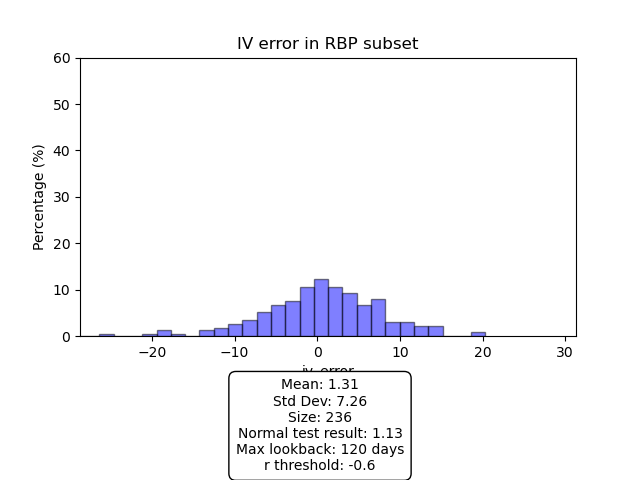 IV error in RBP subset
Percentage (%)
60
50
40
30
20
10
0
−20
−10
0
10
20
30
iv_error
Mean: 1.31
Std Dev: 7.26
Size: 236
Normal test result: 1.13
Max lookback: 120 days
r threshold: -0.6